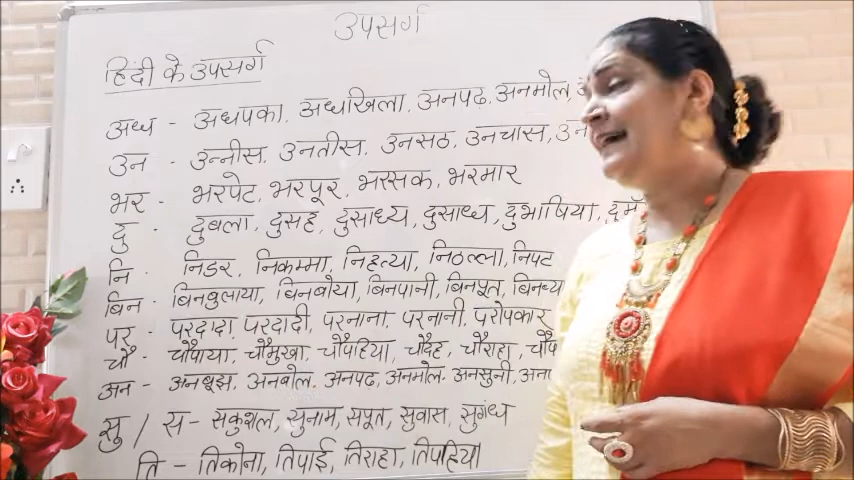 उपसर्ग
हिंदी के उपसर्ग
अध - अधपका, अधखिला, अनपढ़, अनमोल,
उन - उन्नीस, उनतीस, उनसठ, उनचास,
भर - भरपेट, भरपूर, भरसक, भरमार
दु - दुबला, दुसह, दुसाध्य, दुसाध्य, दुभाषिया,
नि - निडर, निकम्मा, निहत्या, निठल्ला, निपट
बिन - बिनबुलाया, बिनबोया, बिनपानी,
पर - परदादा, परदादी, परनाना, परनानी, परोपकार
चौ - चौपाया, चौमुखा, चौपहिया, चौदह, चौराहा,
अन - अनबूझ, अनबोल, अनपढ, अनमोल, अनसुनी,
सु / स - सकुशल, सुनाम, सपूत, सुवास, सुगंध
ति - तिकोना, तिपाई, तिराहा, तिपहिया